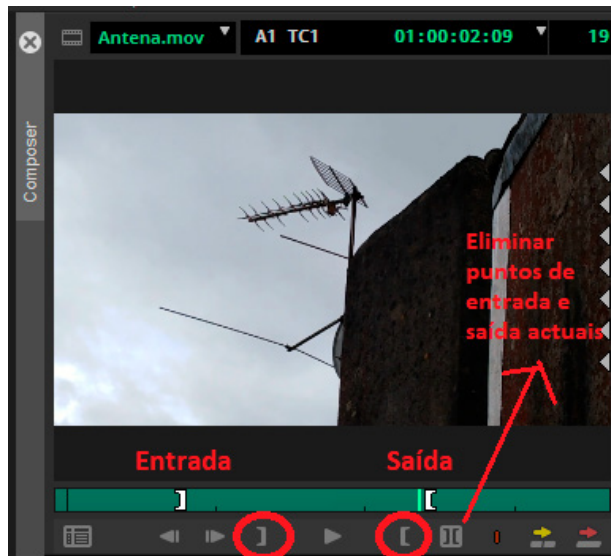 Antena.mov
A1 TC1
01:00:02:09
19
Composer
Eliminar
puntos de
entrada e
saída actuais
Entrada
Saída